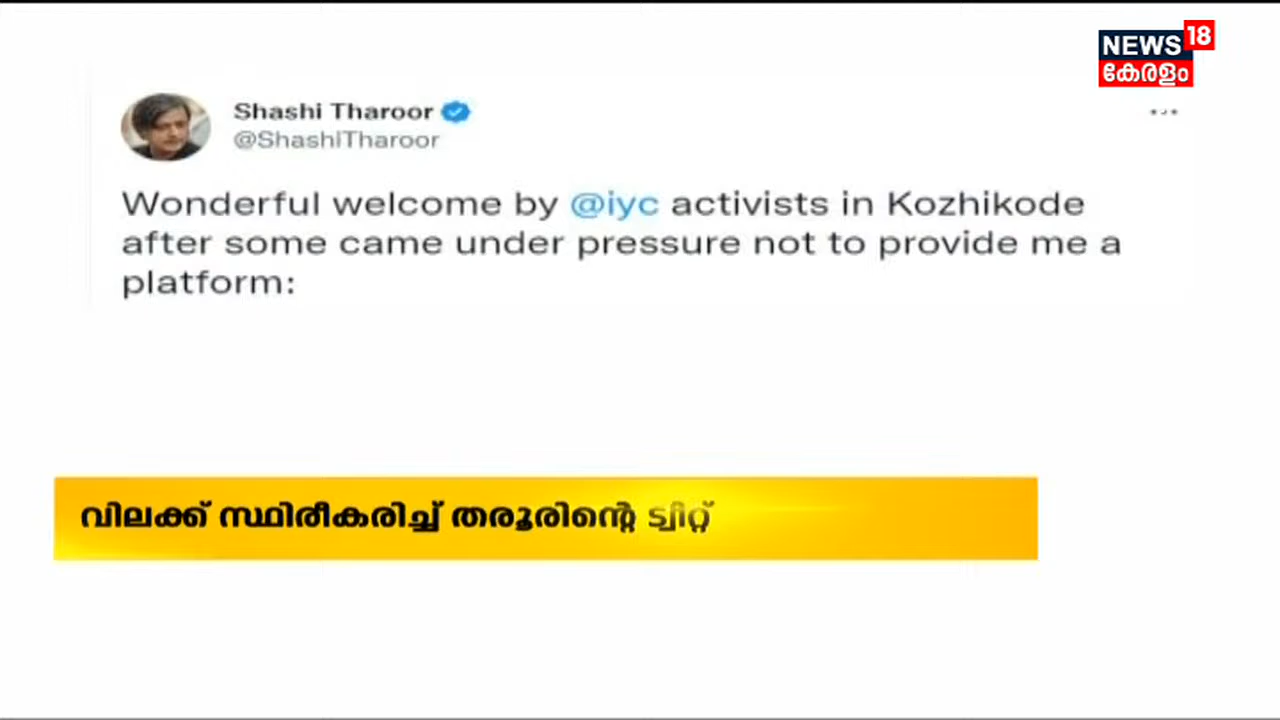 NEWS 18
കേരളം
Shashi Tharoor
@ShashiTharoor
Wonderful welcome by @iyc activists in Kozhikode
after some came under pressure not to provide me a
platform:
വിലക്ക് സ്ഥിരീകരിച്ച് തരൂരിന്റെ ട്വീറ്റ്